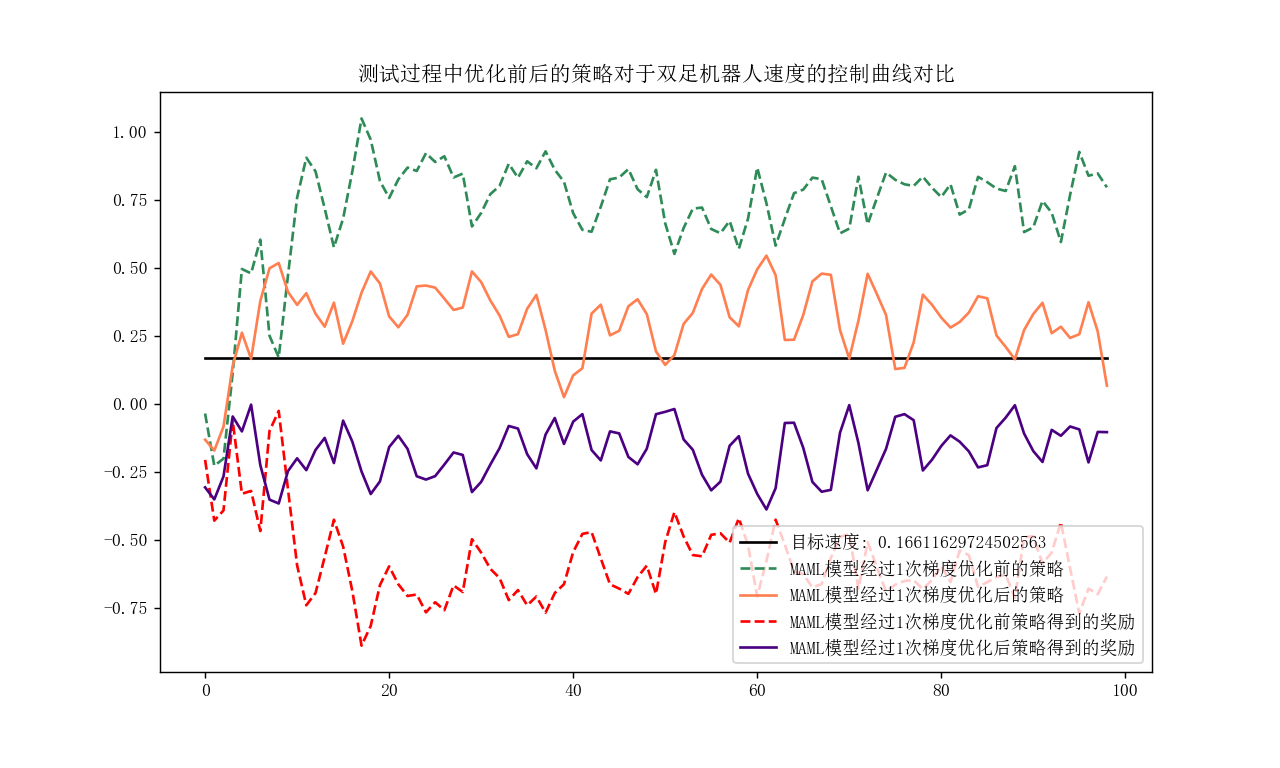 测试过程中优化前后的策略对于双足机器人速度的控制曲线对比
1.00
0.75
0.50
0.25
0.00
−0.25
−0.50
−0.75
目标速度: 0.16611629724502563
MAML模型经过1次梯度优化前的策略
MAML模型经过1次梯度优化后的策略
MAML模型经过1次梯度优化前策略得到的奖励
MAML模型经过1次梯度优化后策略得到的奖励
0 20 40 60 80 100